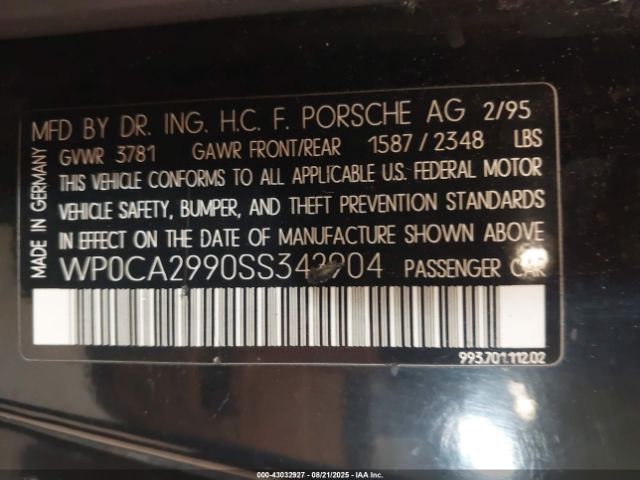 MFD BY DR. ING. H.C. F. PORSCHE AG 2/95
GVWR 3781 GAWR FRONT/REAR 1587 / 2348 LBS
THIS VEHICLE CONFORMS TO ALL APPLICABLE U.S. FEDERAL MOTOR
VEHICLE SAFETY, BUMPER, AND THEFT PREVENTION STANDARDS
IN EFFECT ON THE DATE OF MANUFACTURE SHOWN ABOVE
WP0CA2990SS342904 PASSENGER CAR
MADE IN GERMANY
993.701.112.02
000-43032927 - 08/21/2025 - IAA Inc.